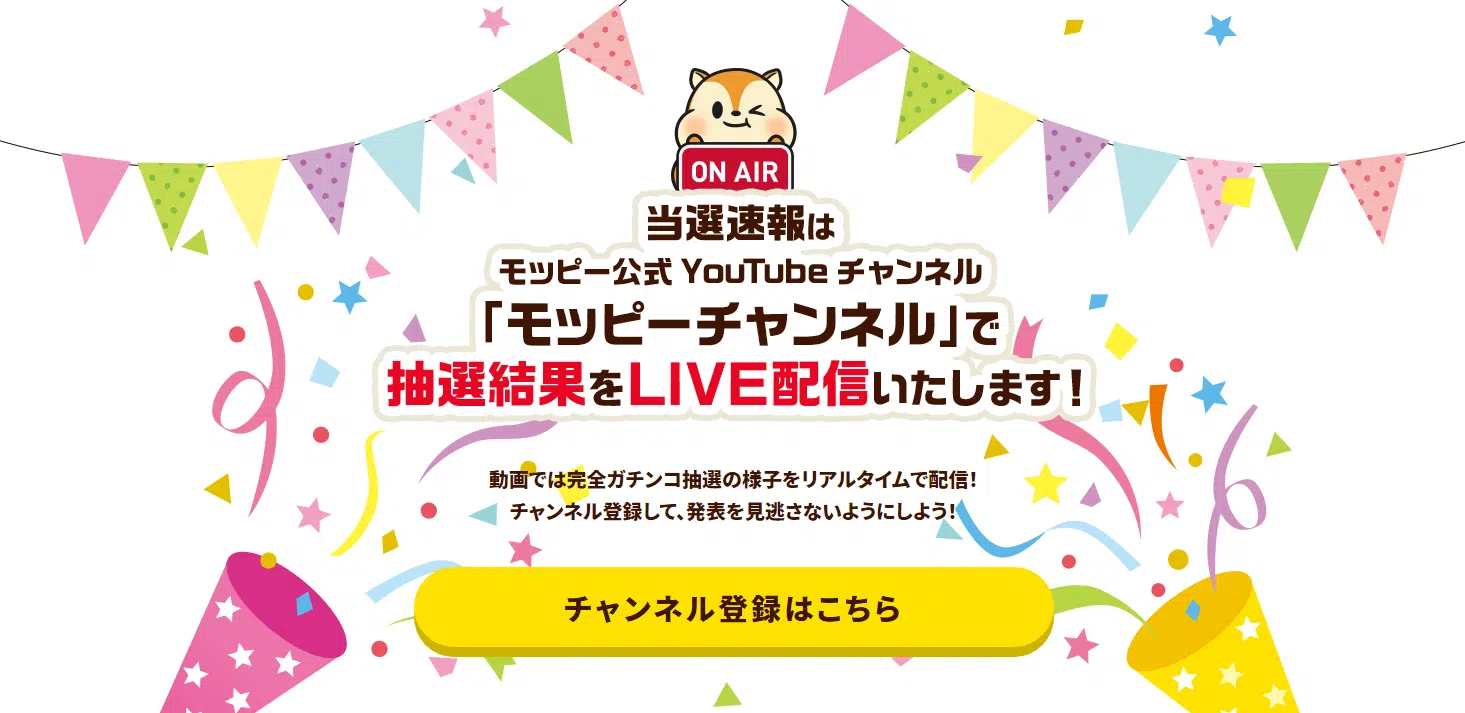 ON AIR
当選速報は
モッピー公式 YouTube チャンネル
「モッピーチャンネル」で
抽選結果をLIVE配信いたします!
動画では完全ガチンコ抽選の様子をリアルタイムで配信!
チャンネル登録して、発表を見逃さないようにしよう!
チャンネル登録はこちら